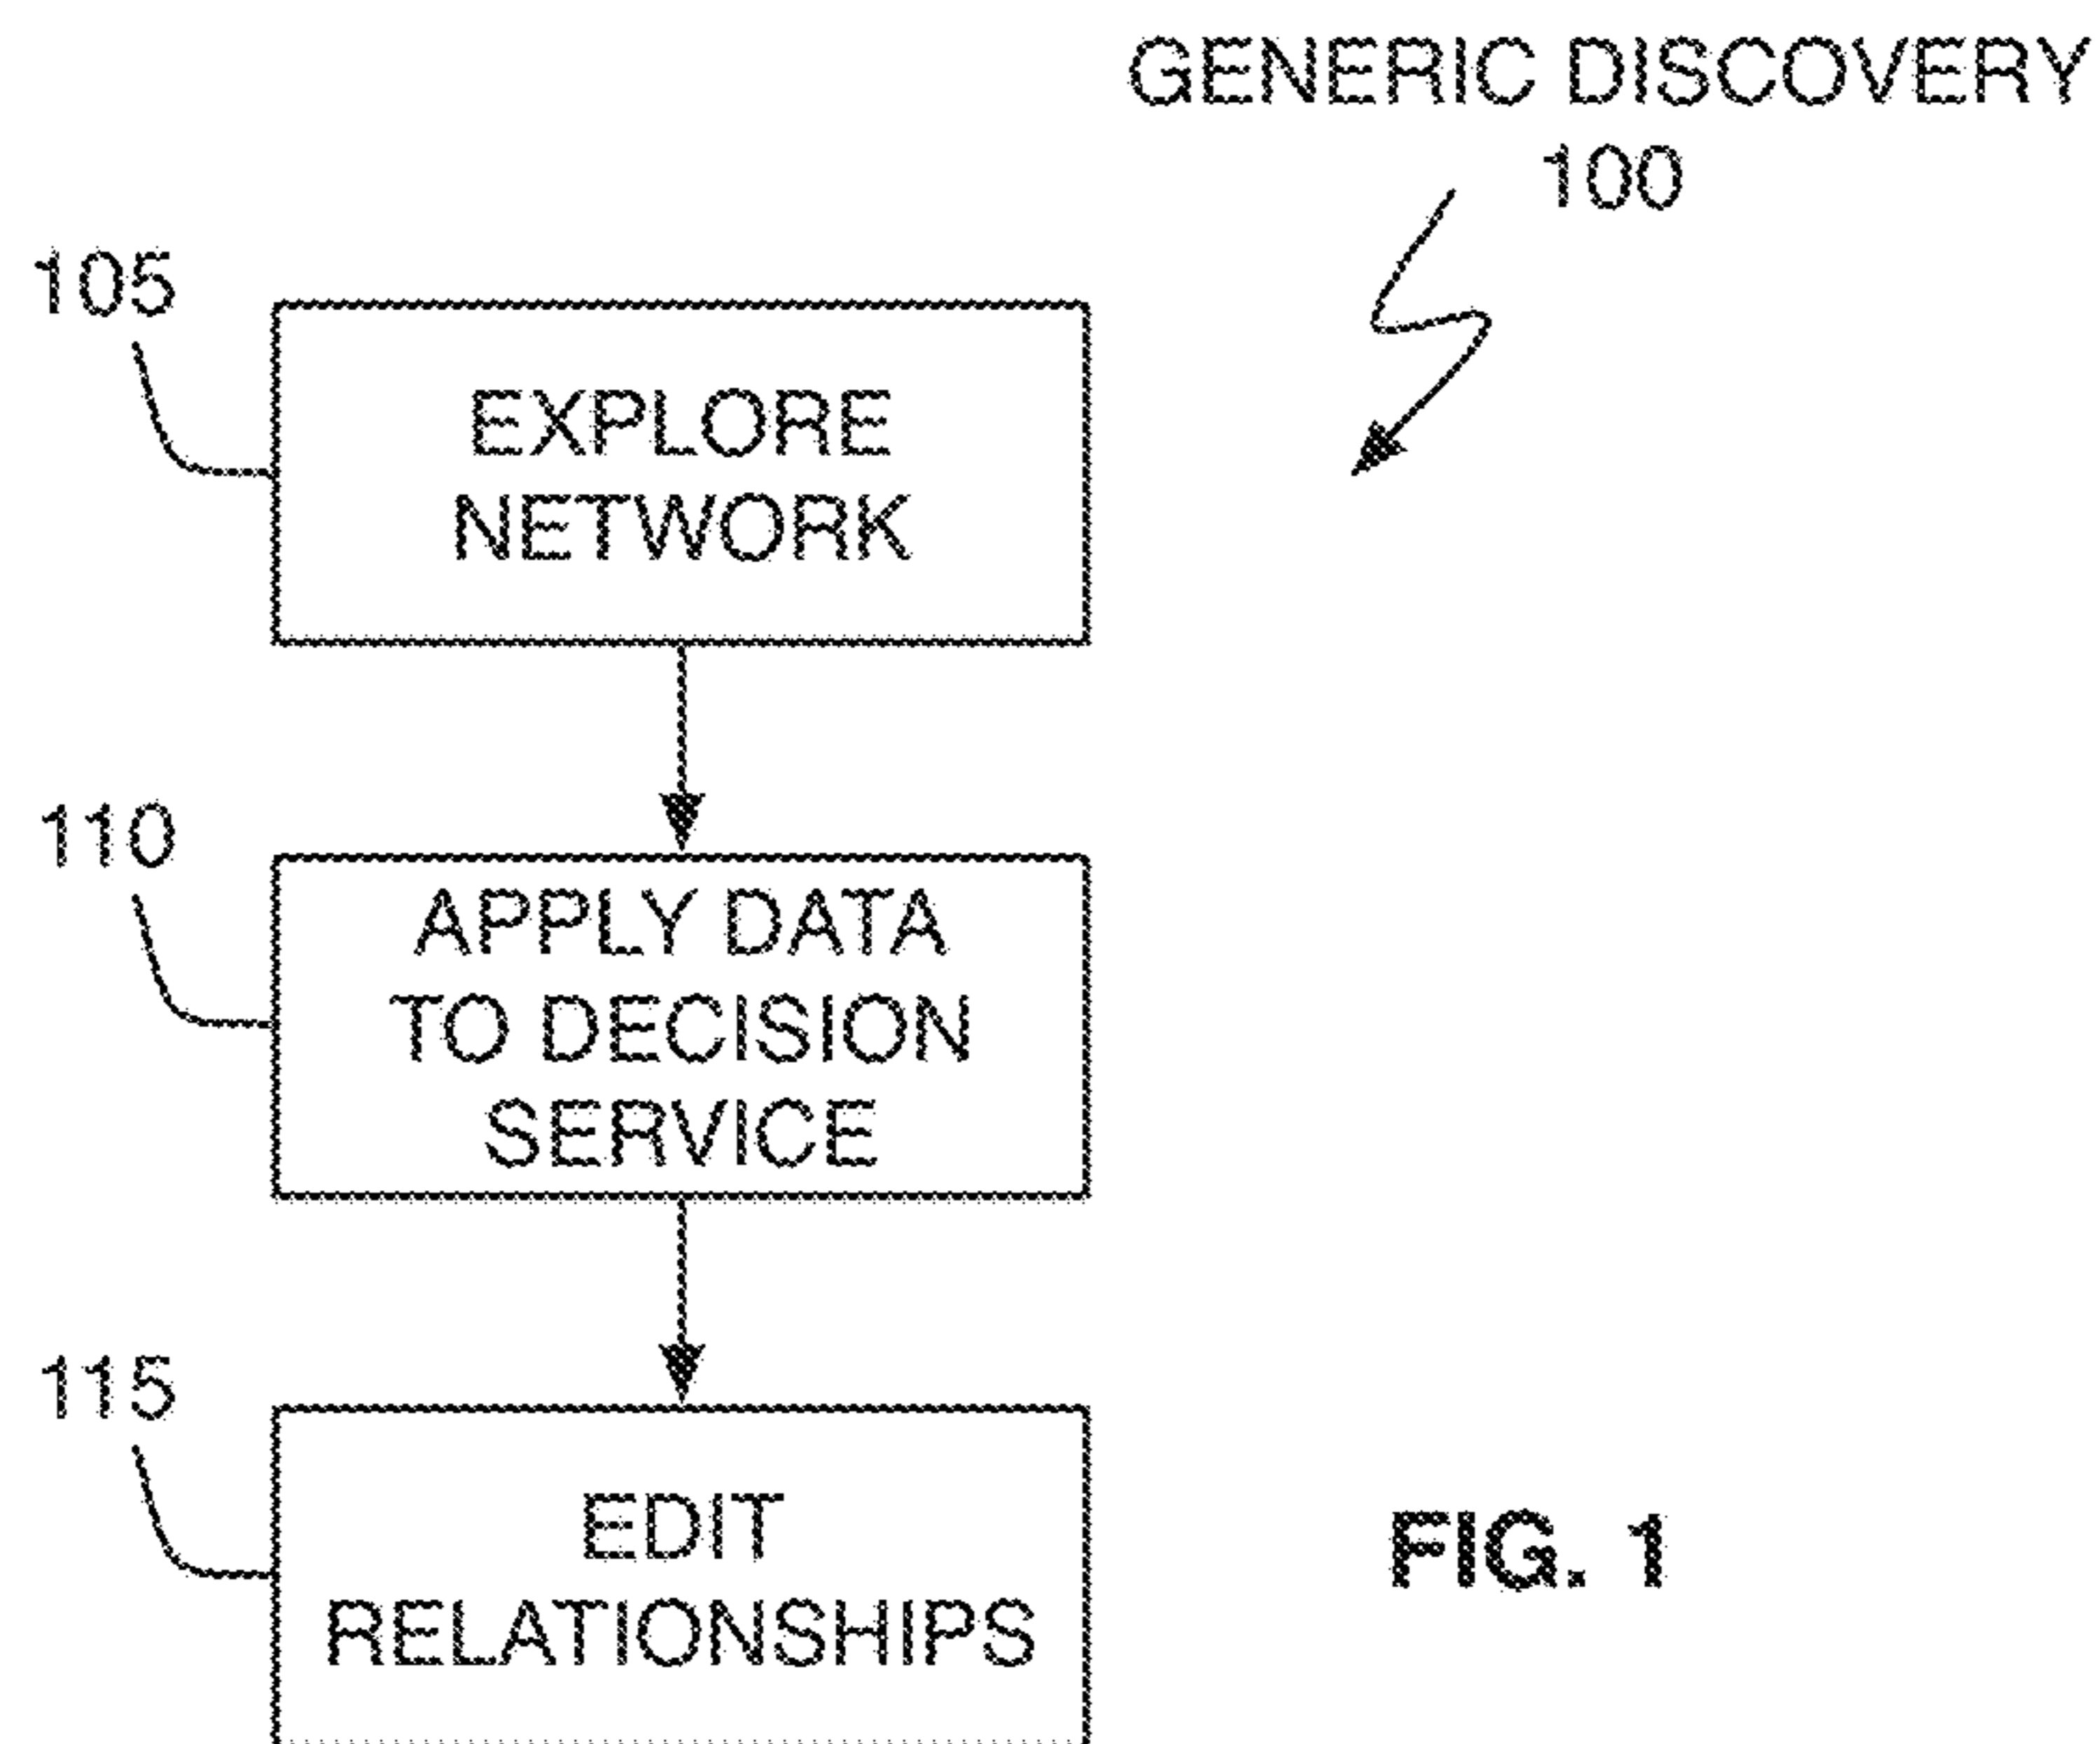 GENERIC DISCOVERY
100
105
EXPLORE
NETWORK
110
APPLY DATA
TO DECISION
SERVICE
115
EDIT
RELATIONSHIPS
FIG. 1